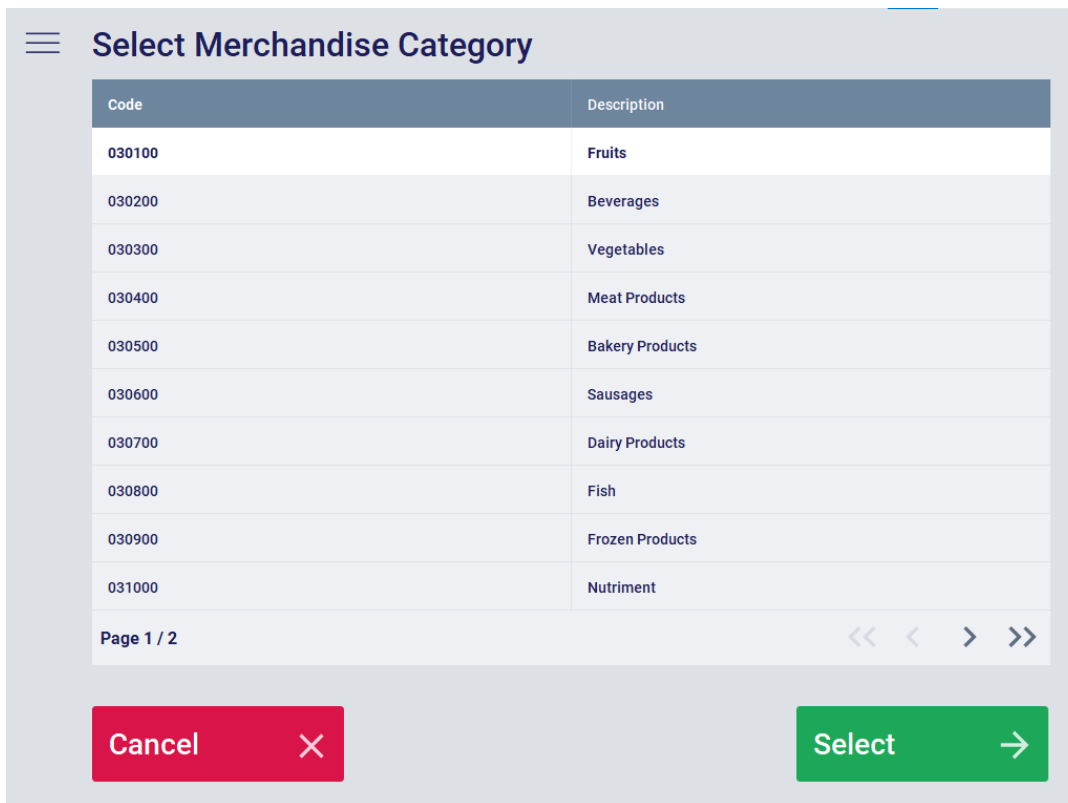 Select Merchandise Category
Code Description
030100 Fruits
030200 Beverages
030300 Vegetables
030400 Meat Products
030500 Bakery Products
030600 Sausages
030700 Dairy Products
030800 Fish
030900 Frozen Products
031000 Nutriment
Page 1 / 2
Cancel Select